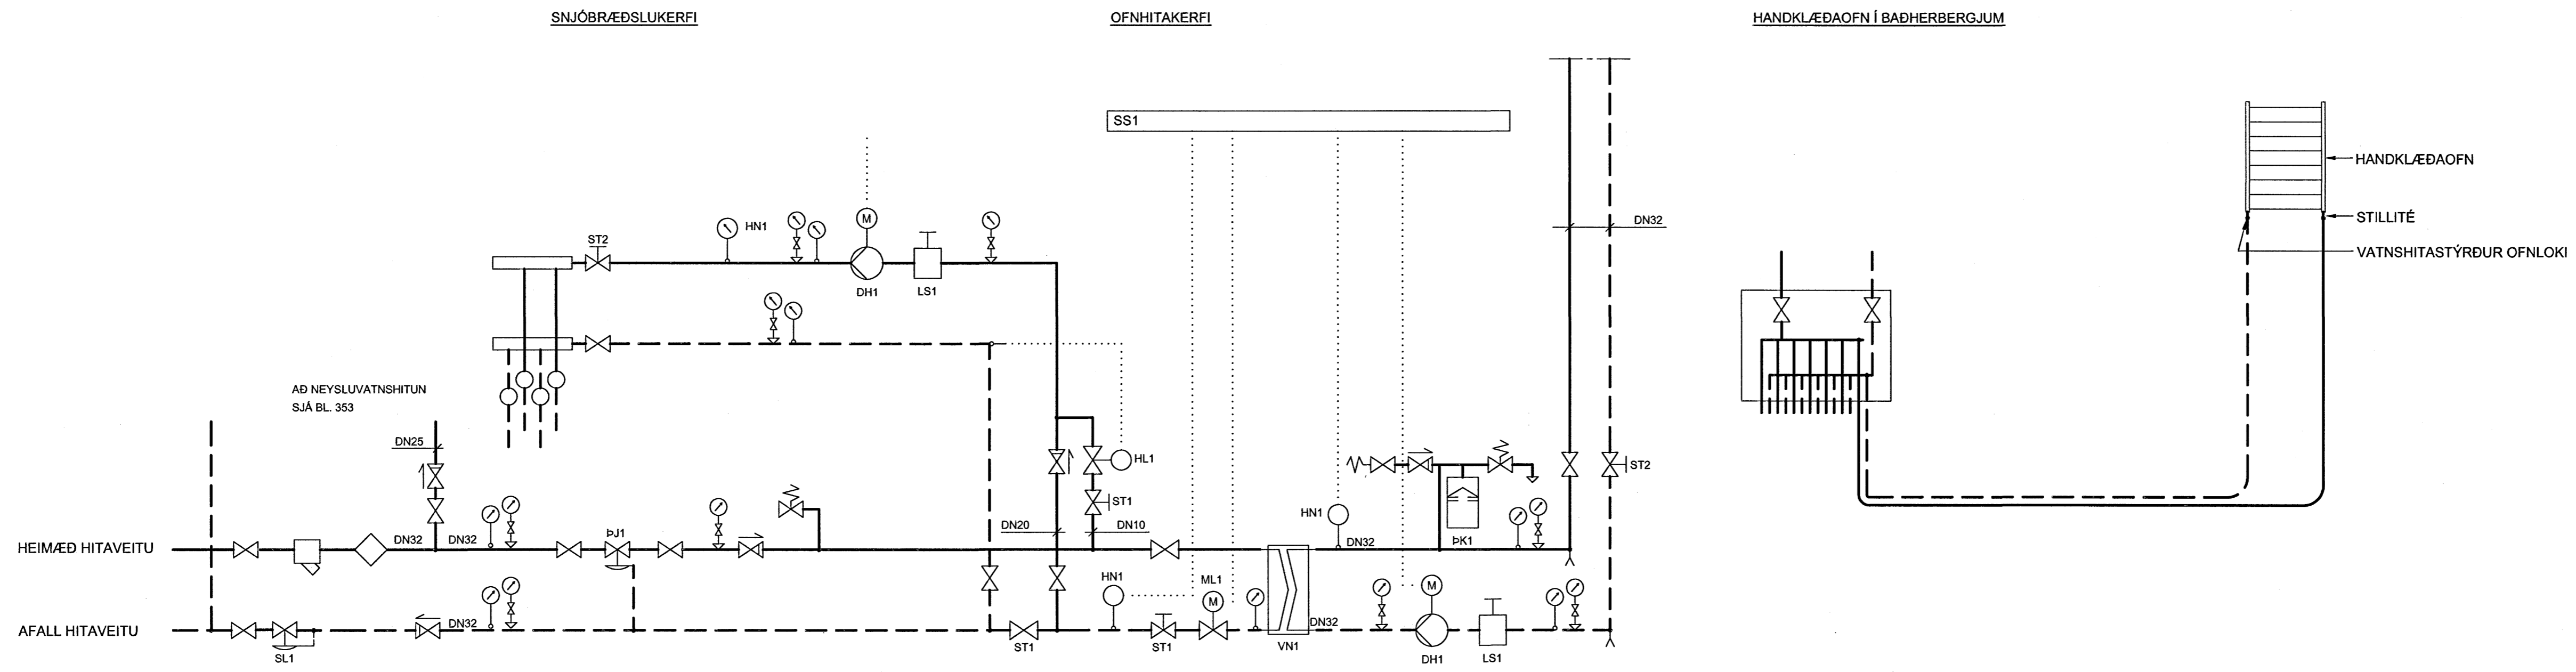 SNJÓBRÆÐSLUKERFI
OFNHITAKERFI
HANDKLÆÐAOFN Í BAÐHERBERGJUM
SS1
HANDKLÆÐAOFN
STILLITÉ
VATNSHITASTÝRÐUR OFNLOKI
DN32
ST2
HN1
M
DH1
LS1
AÐ NEYSLUVATNSHITUN
SJÁ BL. 353
DN25
HL1
ST1
ST2
DN20
DN10
HN1
ÞK1
HEIMÆÐ HITAVEITU
DN32
DN32
ÞJ1
DN32
HN1
ML1
M
M
AFALL HITAVEITU
SL1
DN32
ST1
ST1
VN1
DN32
DH1
LS1